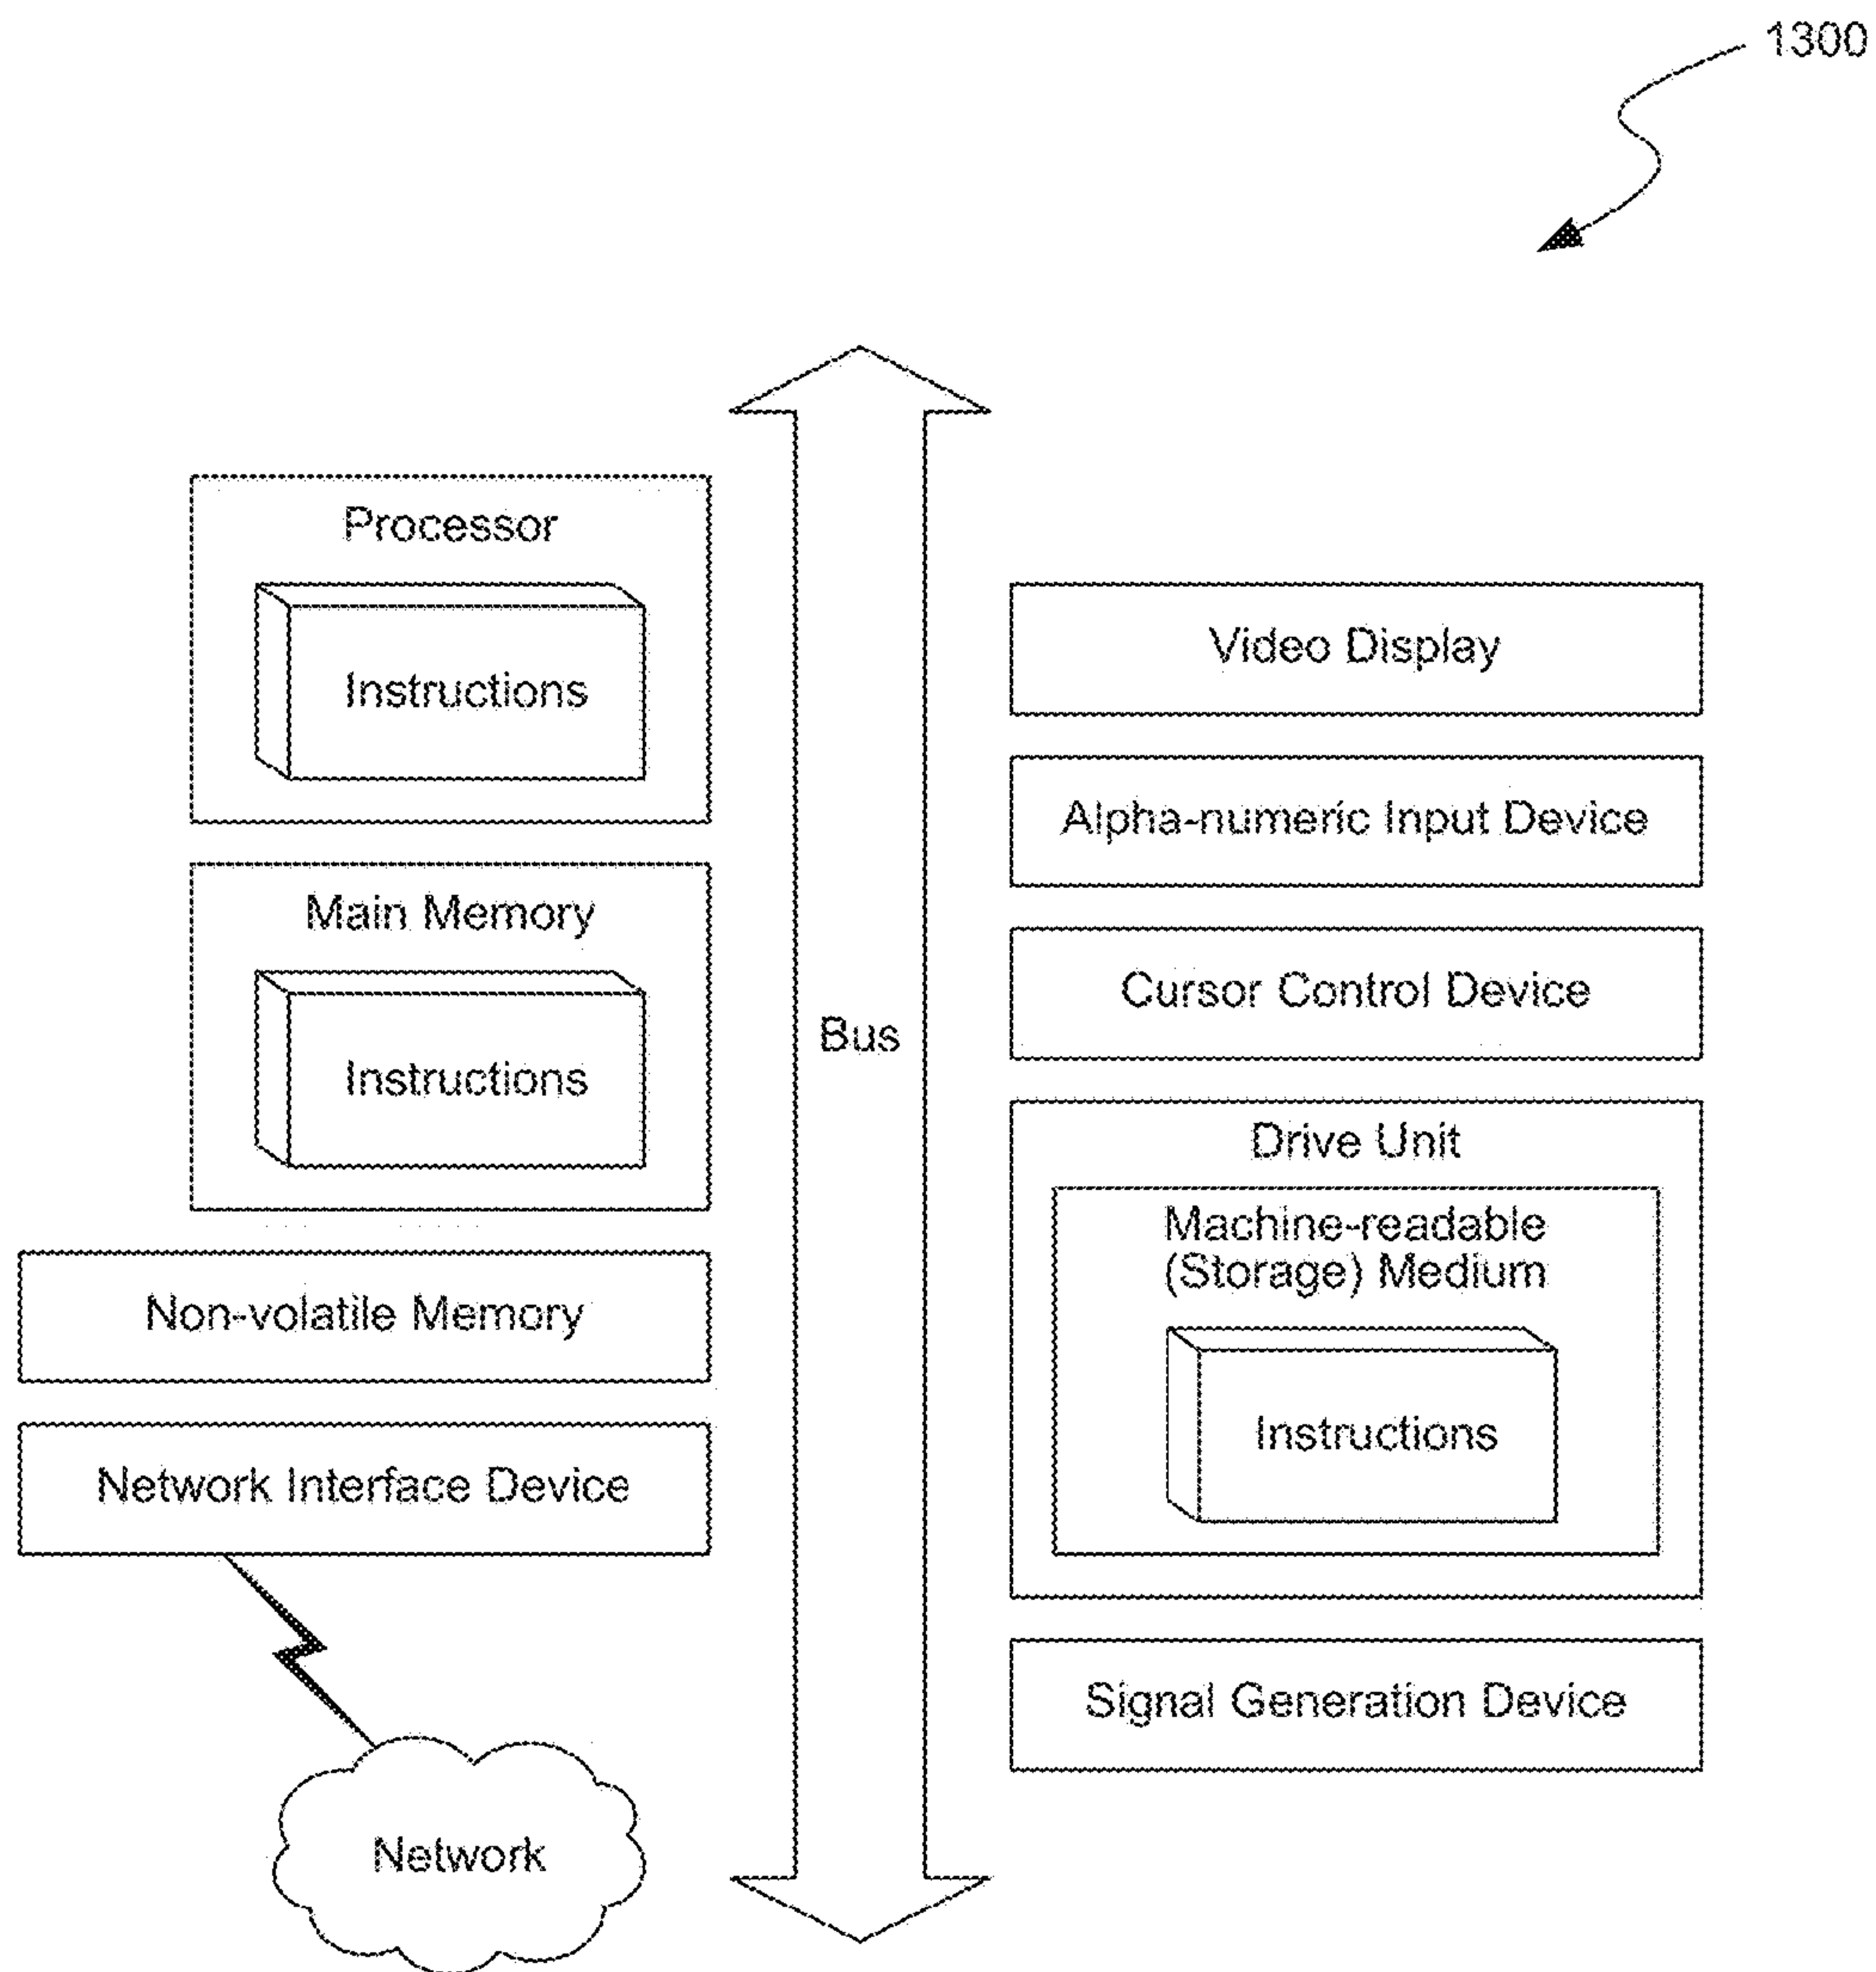 1300
Processor
Instructions
Main Memory
Instructions
Non-volatile Memory
Network Interface Device
Network
Bus
Video Display
Alpha-numeric Input Device
Cursor Control Device
Drive Unit
Machine-readable
(Storage) Medium
Instructions
Signal Generation Device